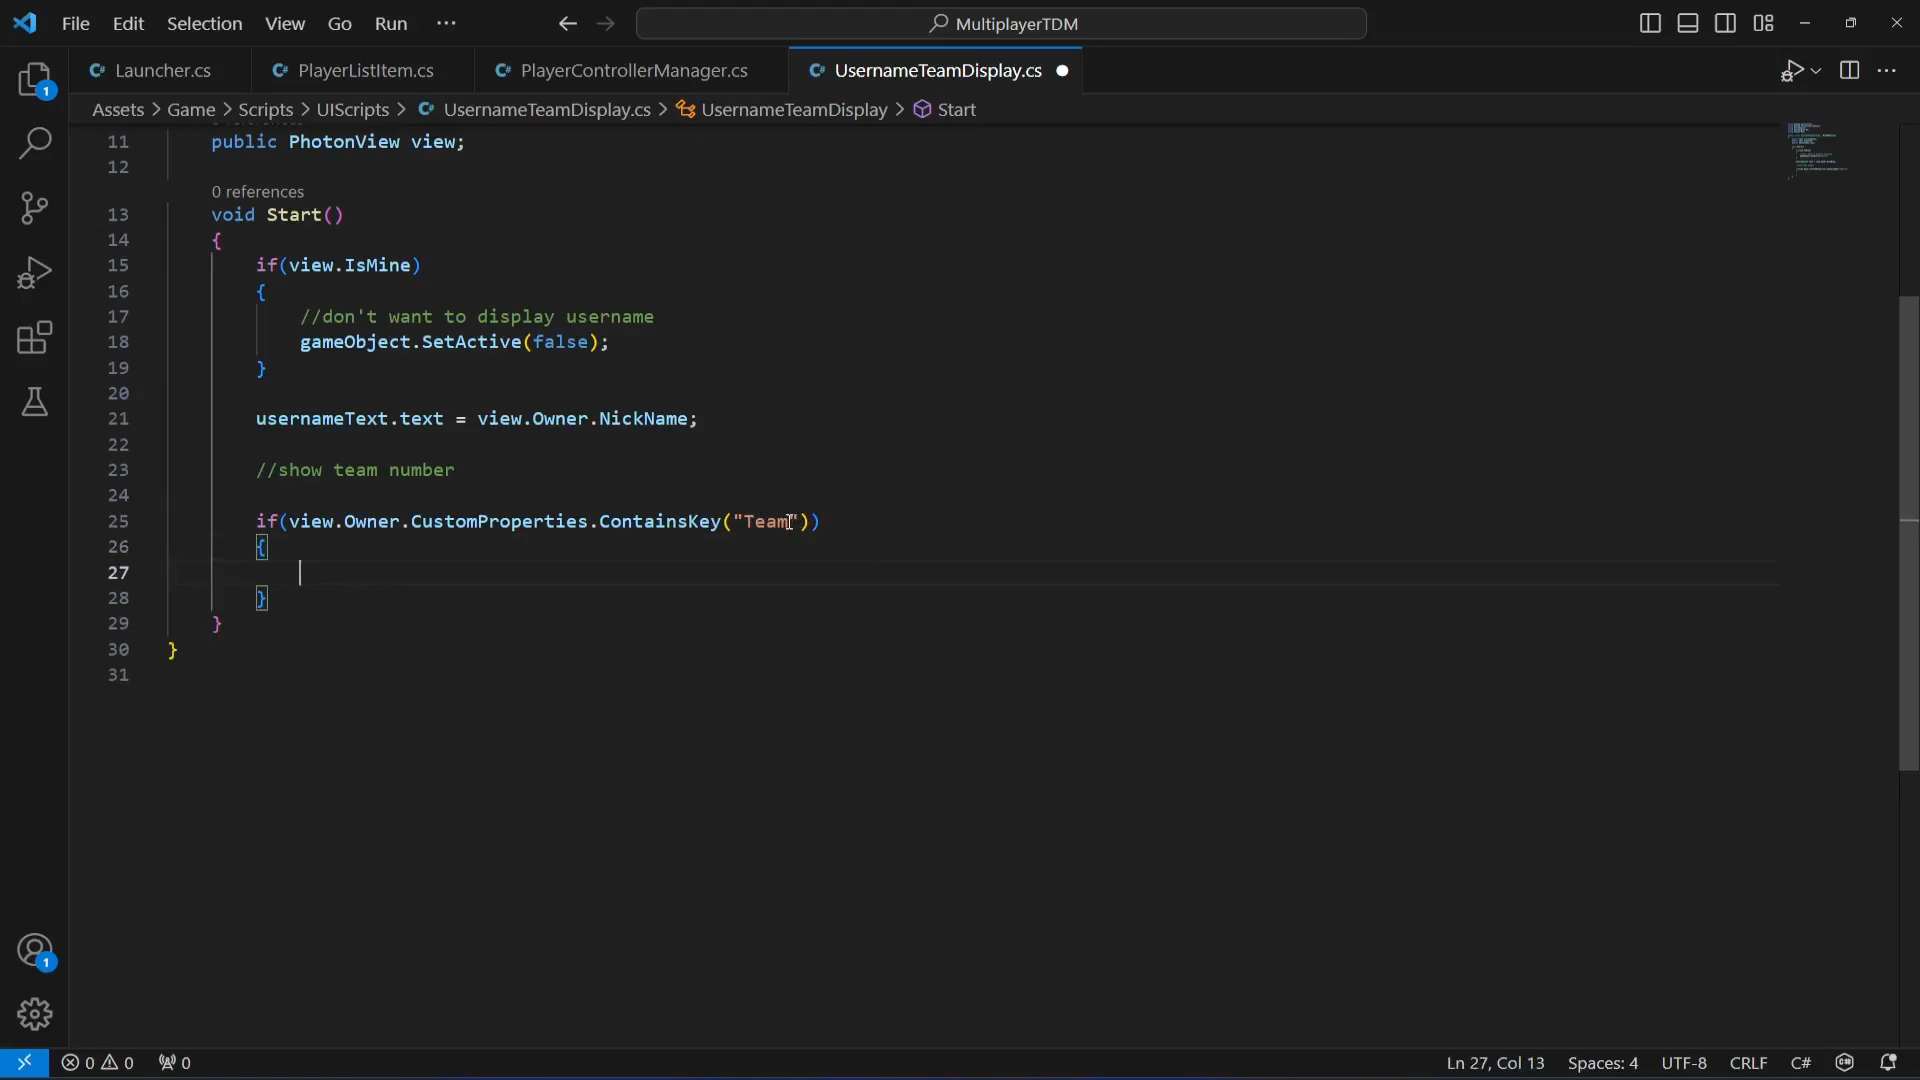 File Edit Selection View Go Run ··· MultiplayerTDM
Launcher.cs PlayerListItem.cs PlayerControllerManager.cs UsernameTeamDisplay.cs
Assets > Game > Scripts > UIScripts > UsernameTeamDisplay.cs > UsernameTeamDisplay > Start
11 public PhotonView view;
12
0 references
13 void Start()
14 {
15 if(view.IsMine)
16 {
17 //don't want to display username
18 gameObject.SetActive(false);
19 }
20
21 usernameText.text = view.Owner.NickName;
22
23 //show team number
24
25 if(view.Owner.CustomProperties.ContainsKey("Team"))
26 {
27
28 }
29 }
30 }
31
1
1
0 0 0 Ln 27, Col 13 Spaces: 4 UTF-8 CRLF C#